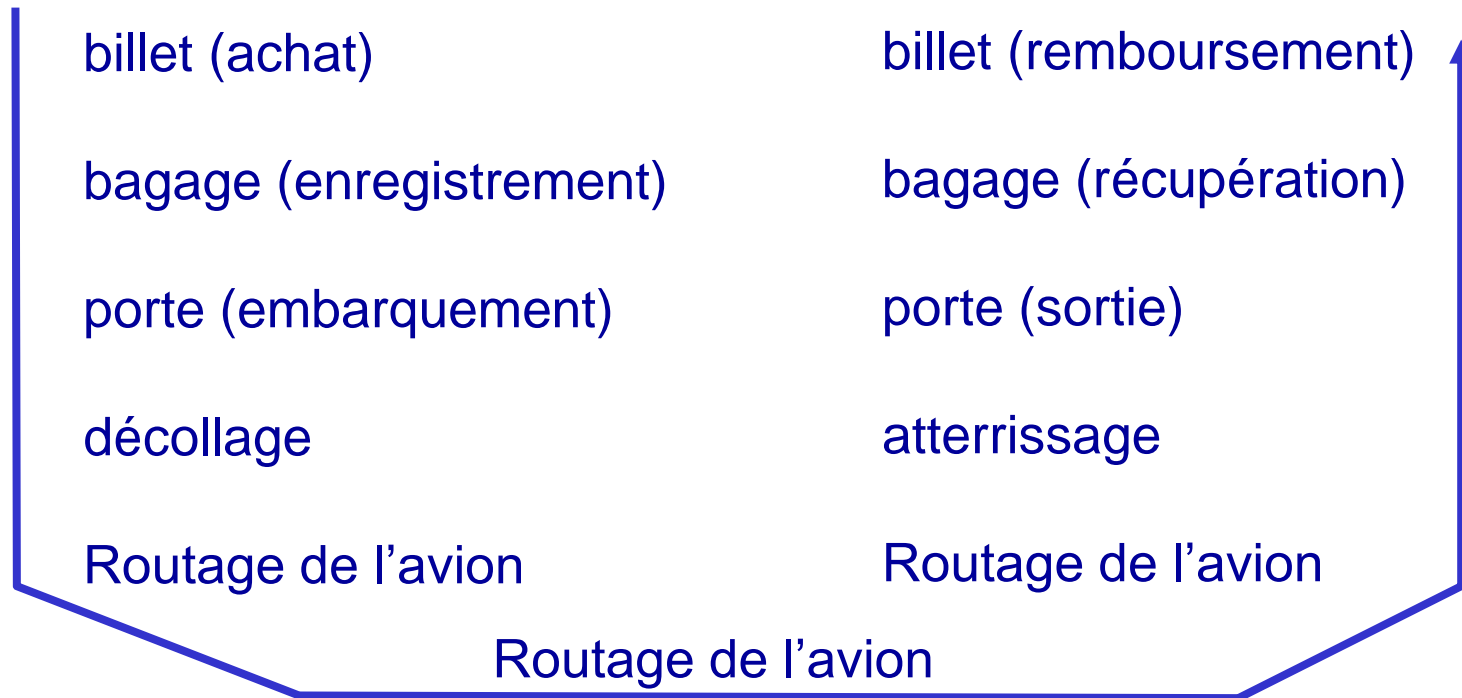 billet (achat)
bagage (enregistrement)
porte (embarquement)
décollage
Routage de l’avion
billet (remboursement)
bagage (récupération)
porte (sortie)
atterrissage
Routage de l’avion
Routage de l’avion